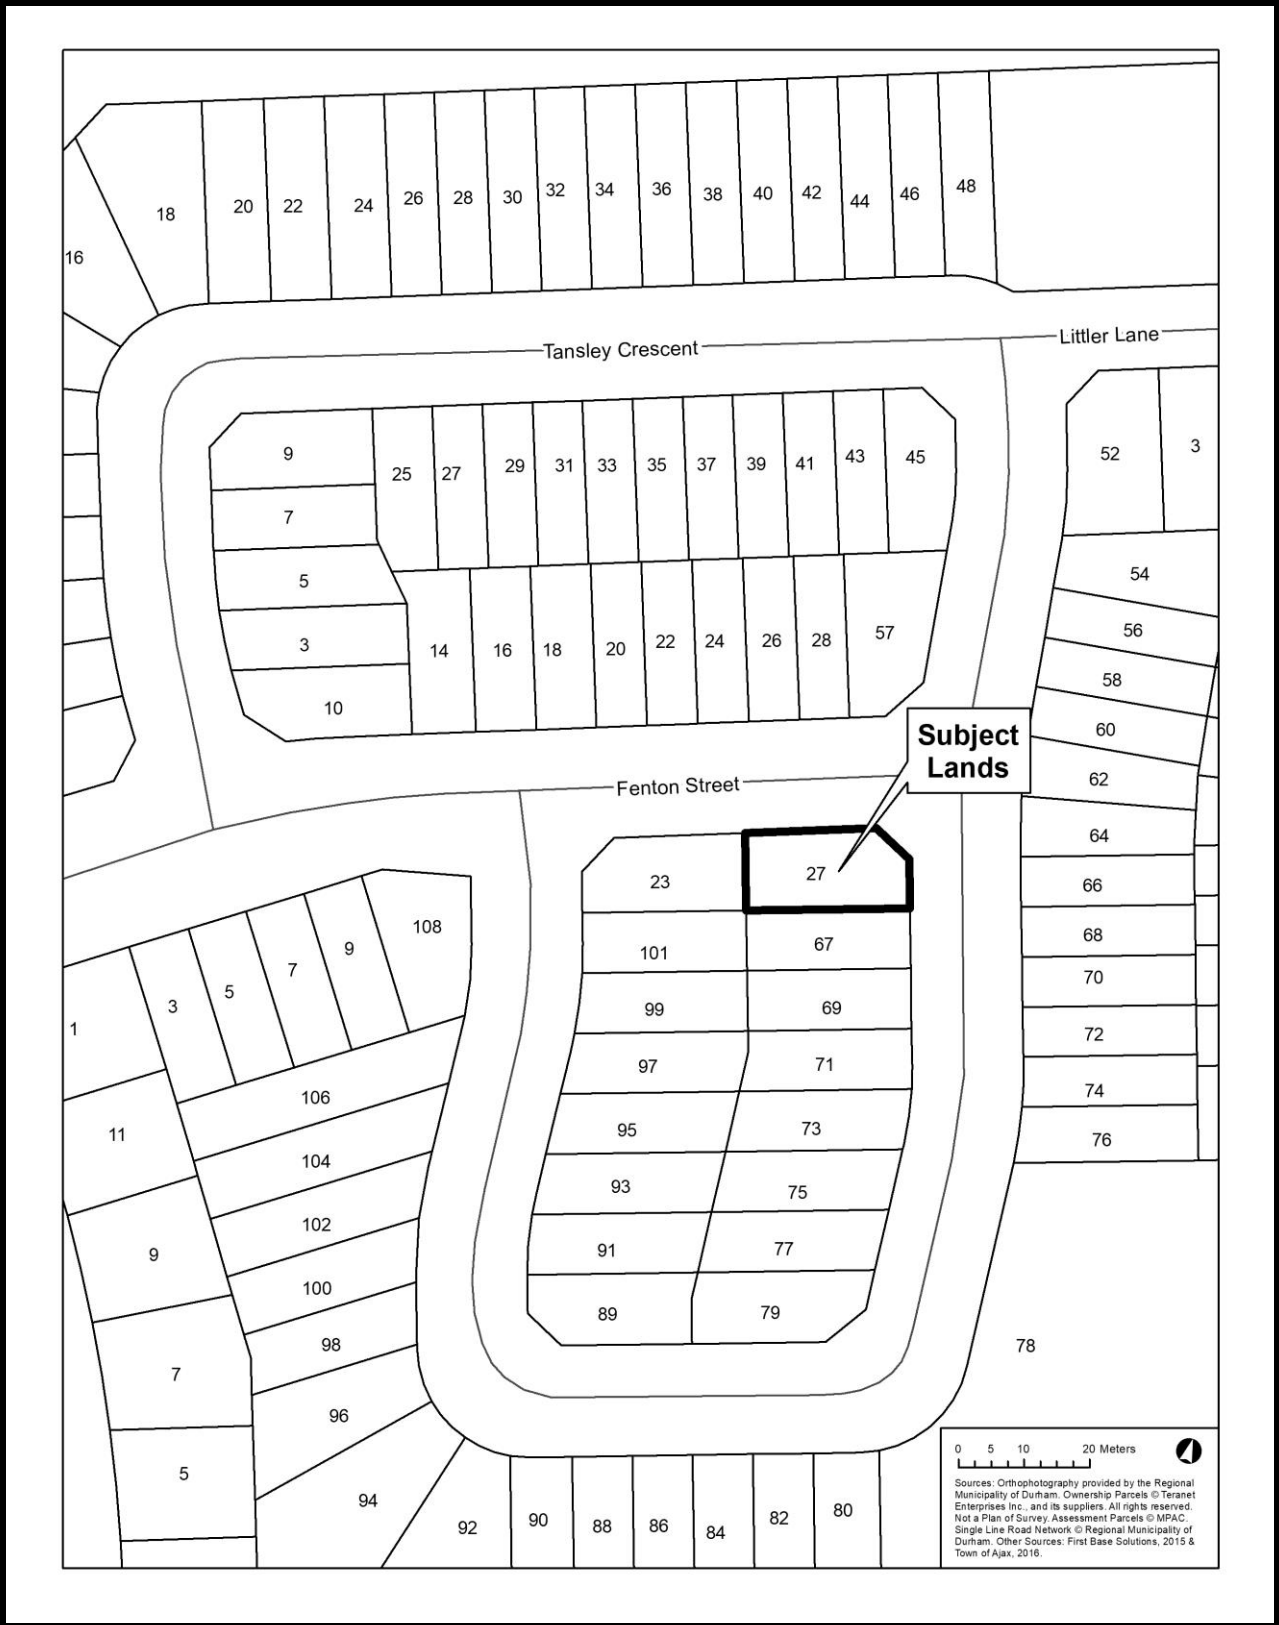 18 20 22 24 26 28 30 32 34 36 38 40 42 44 46 48
16
Tansley Crescent
Littler Lane
9
25 27 29 31 33 35 37 39 41 43 45
52 3
7
5
54
3
14 16 18 20 22 24 26 28 57
56
58
10
60
Subject
Lands
Fenton Street
62
64
23 27
66
108
101 67
68
9
7
5
3
70
1
99 69
72
97 71
74
106
11
95 73
76
104
93 75
102
9
91 77
100
89 79
98
78
7
96
5
94
92 90 88 86 84 82 80
0 5 10 20 Meters
Sources: Orthophotography provided by the Regional
Municipality of Durham. Ownership Parcels © Teranet
Enterprises Inc., and its suppliers. All rights reserved.
Not a Plan of Survey. Assessment Parcels © MPAC.
Single Line Road Network © Regional Municipality of
Durham. Other Sources: First Base Solutions, 2015 &
Town of Ajax, 2016.